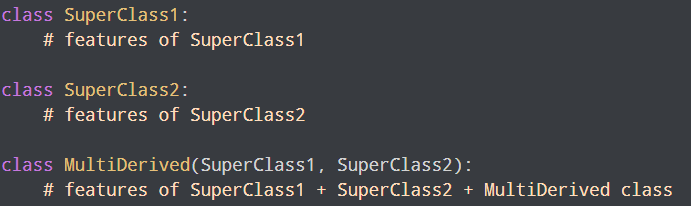 class SuperClass1:
    # features of SuperClass1
class SuperClass2:
    # features of SuperClass2
class MultiDerived(SuperClass1, SuperClass2):
    # features of SuperClass1 + SuperClass2 + MultiDerived class